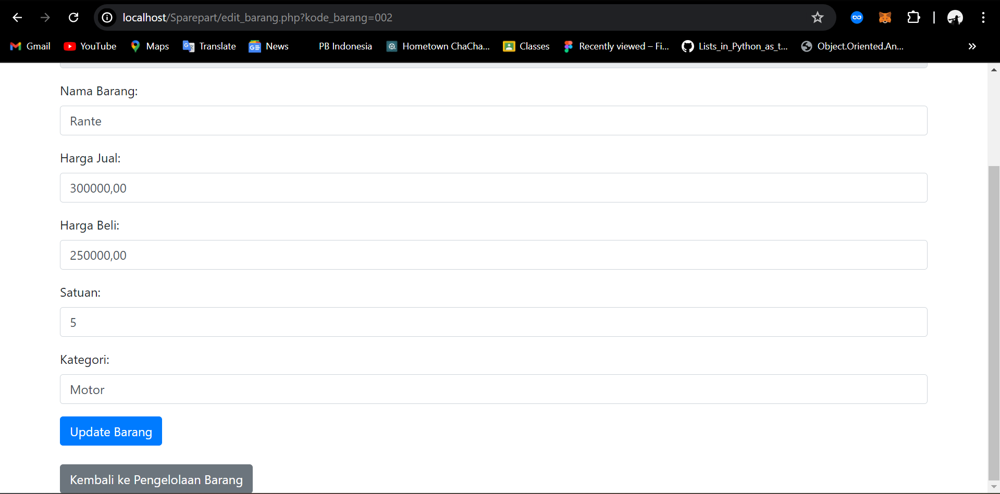 localhost/Sparepart/edit_barang.php?kode_barang=002
Gmail YouTube Maps Translate News PB Indonesia Hometown ChaCha... Classes Recently viewed – Fi... Lists_in_Python_as_t... Object.Oriented.An...
Nama Barang:
Rante
Harga Jual:
300000,00
Harga Beli:
250000,00
Satuan:
5
Kategori:
Motor
Update Barang
Kembali ke Pengelolaan Barang